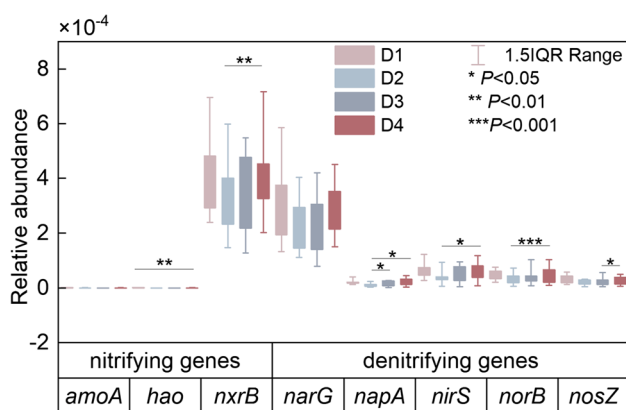 ×10⁻⁴
8
6
4
2
0
-2
Relative abundance
D1
D2
D3
D4
1.5IQR Range
* P<0.05
** P<0.01
***P<0.001
**
**
*
*
*
***
*
nitrifying genes
denitrifying genes
amoA hao nxrB narG napA nirS norB nosZ